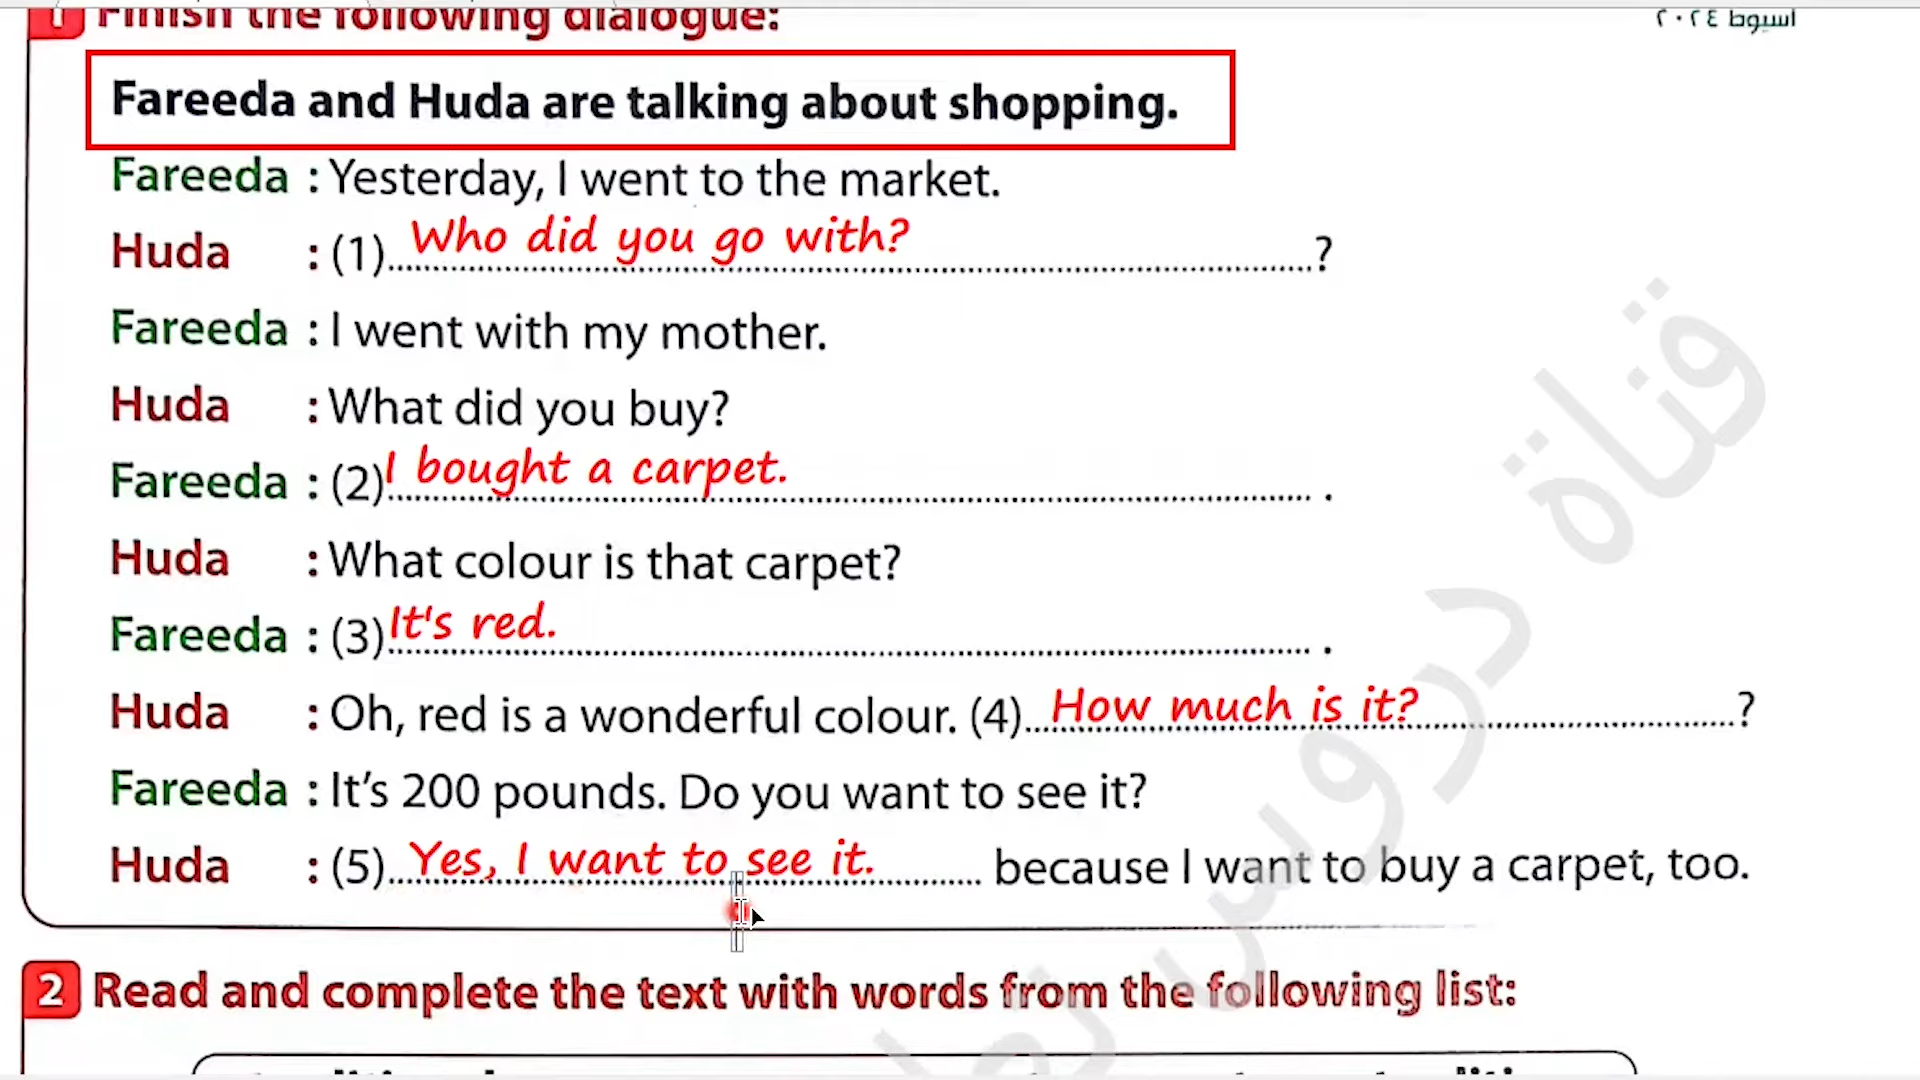 1 Finish the following dialogue:
أسيوط ٢٠٢٤
Fareeda and Huda are talking about shopping.
Fareeda : Yesterday, I went to the market.
Huda : (1) Who did you go with? ?
Fareeda : I went with my mother.
Huda : What did you buy?
Fareeda : (2) I bought a carpet. .
Huda : What colour is that carpet?
Fareeda : (3) It's red. .
Huda : Oh, red is a wonderful colour. (4) How much is it? ?
Fareeda : It's 200 pounds. Do you want to see it?
Huda : (5) Yes, I want to see it. because I want to buy a carpet, too.
2 Read and complete the text with words from the following list:
قناة دروس